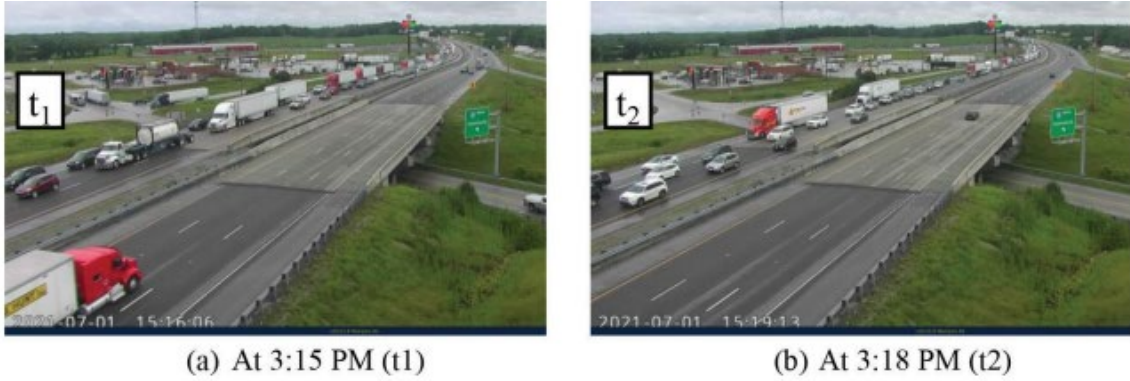 t₁
2021-07-01 15:16:06
(a) At 3:15 PM (t1)
t₂
2021-07-01 15:19:13
(b) At 3:18 PM (t2)